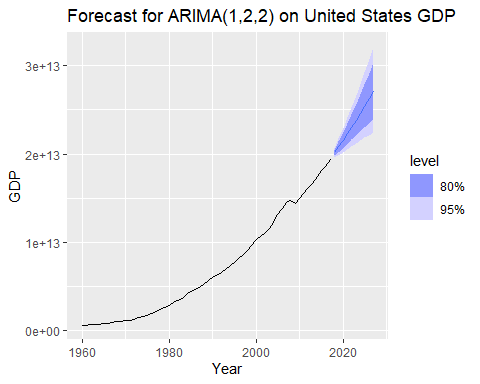 Forecast for ARIMA(1,2,2) on United States GDP
3e+13
2e+13
1e+13
0e+00
GDP
1960
1980
2000
2020
Year
level
80%
95%